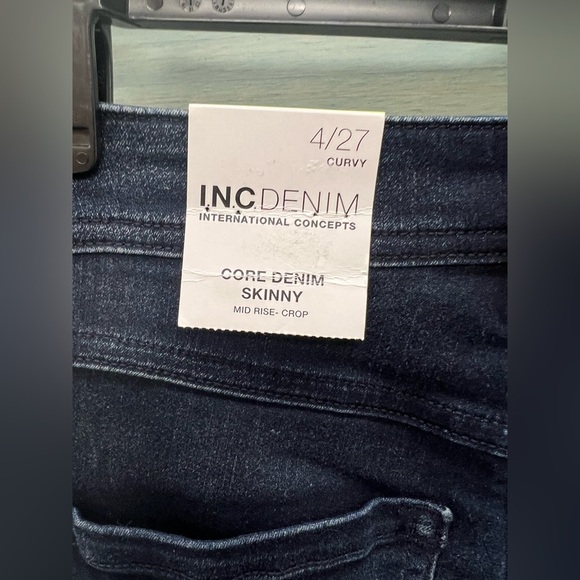 4/27
CURVY
I.N.C.DENIM
INTERNATIONAL CONCEPTS
CORE DENIM
SKINNY
MID RISE- CROP